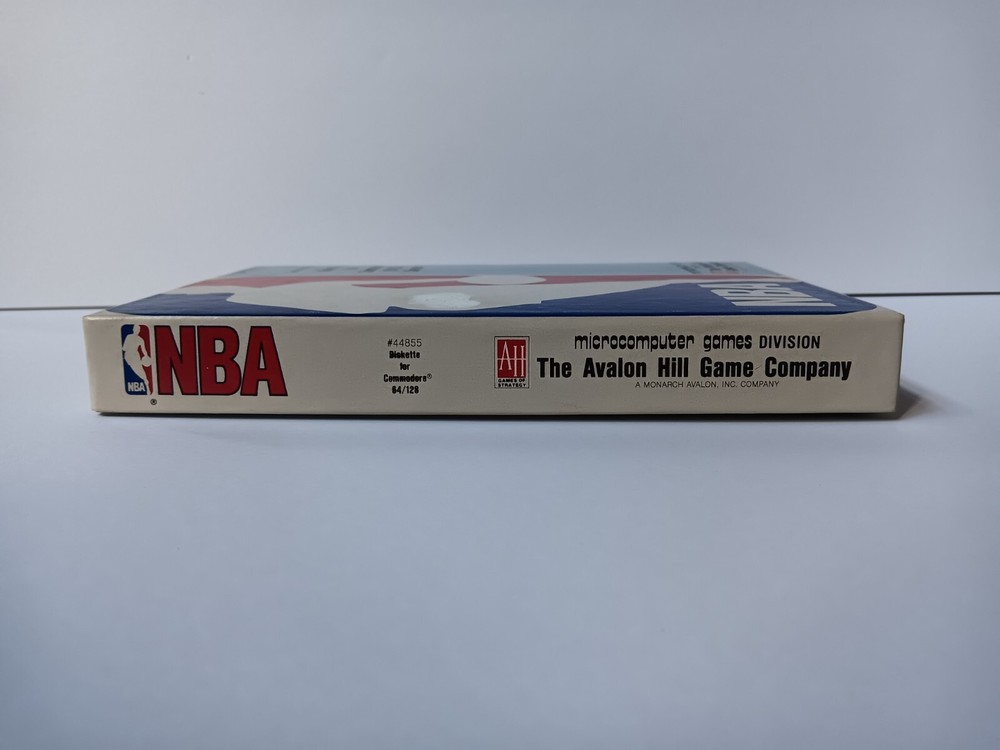 NBA
NBA
NBA
®
#44855
Diskette
for
Commodore®
64/128
AH
GAMES OF
STRATEGY
microcomputer games DIVISION
The Avalon Hill Game Company
A MONARCH AVALON, INC. COMPANY